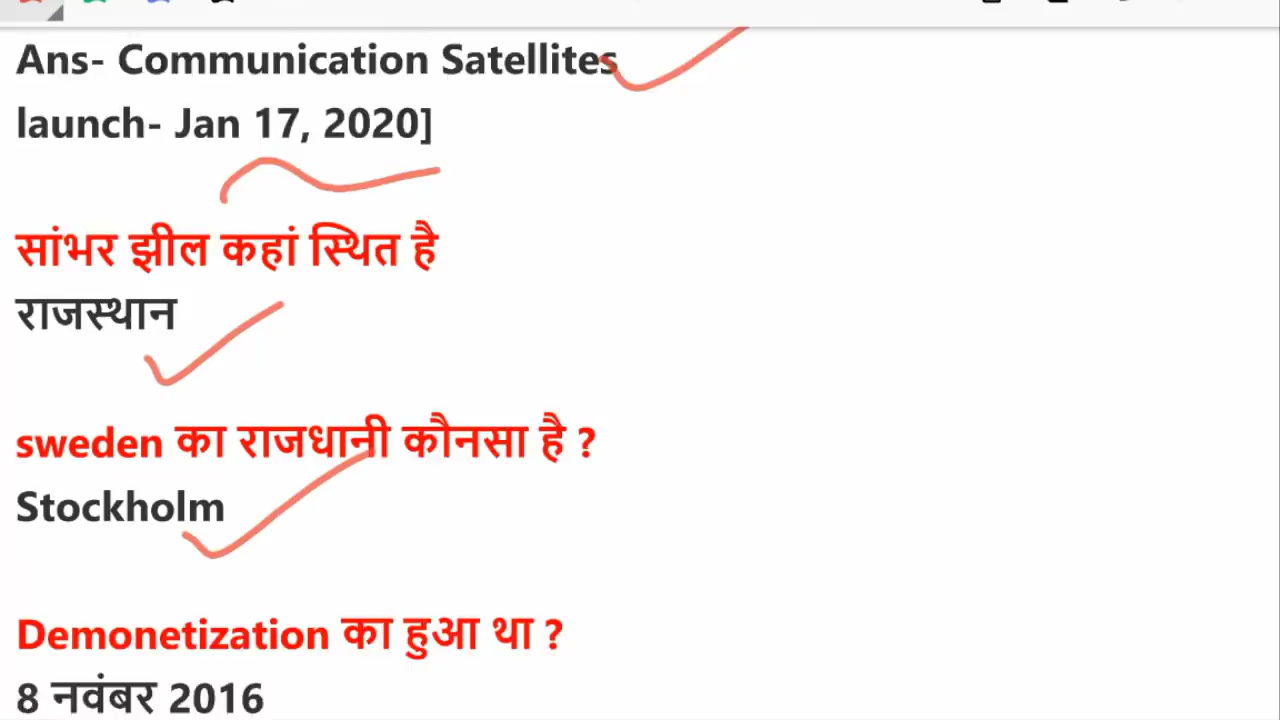 Ans- Communication Satellites
launch- Jan 17, 2020]
सांभर झील कहां स्थित है
राजस्थान
sweden का राजधानी कौनसा है ?
Stockholm
Demonetization का हुआ था ?
8 नवंबर 2016